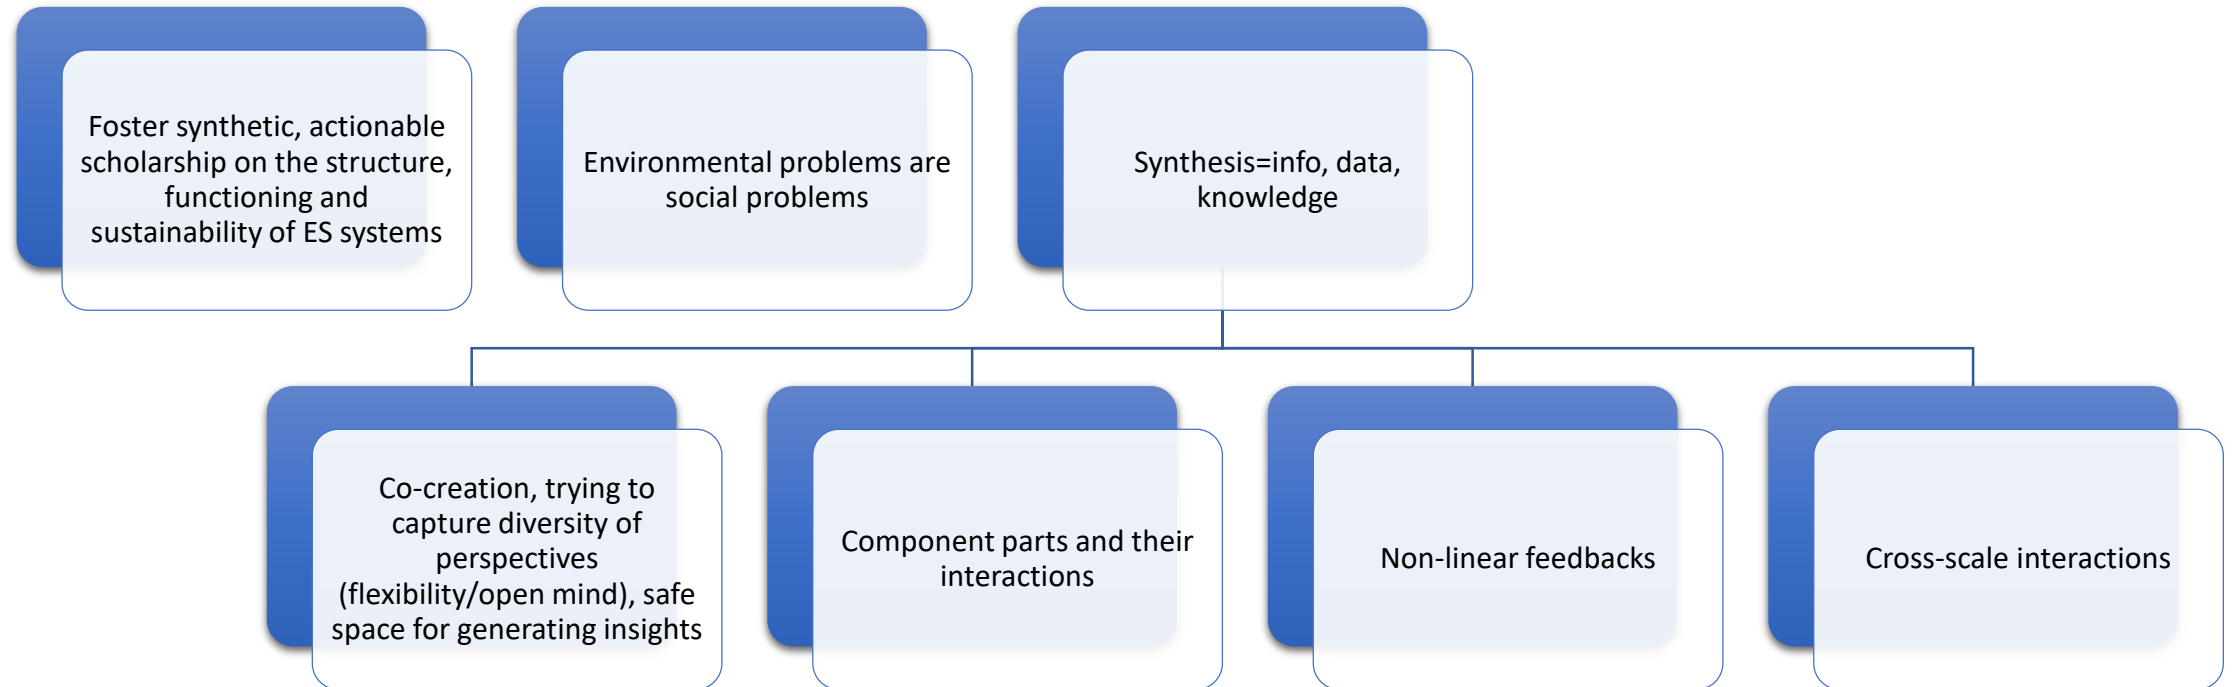 Foster synthetic, actionable
scholarship on the structure,
functioning and
sustainability of ES systems
Environmental problems are
social problems
Synthesis=info, data,
knowledge
Co-creation, trying to
capture diversity of
perspectives
(flexibility/open mind), safe
space for generating insights
Component parts and their
interactions
Non-linear feedbacks
Cross-scale interactions